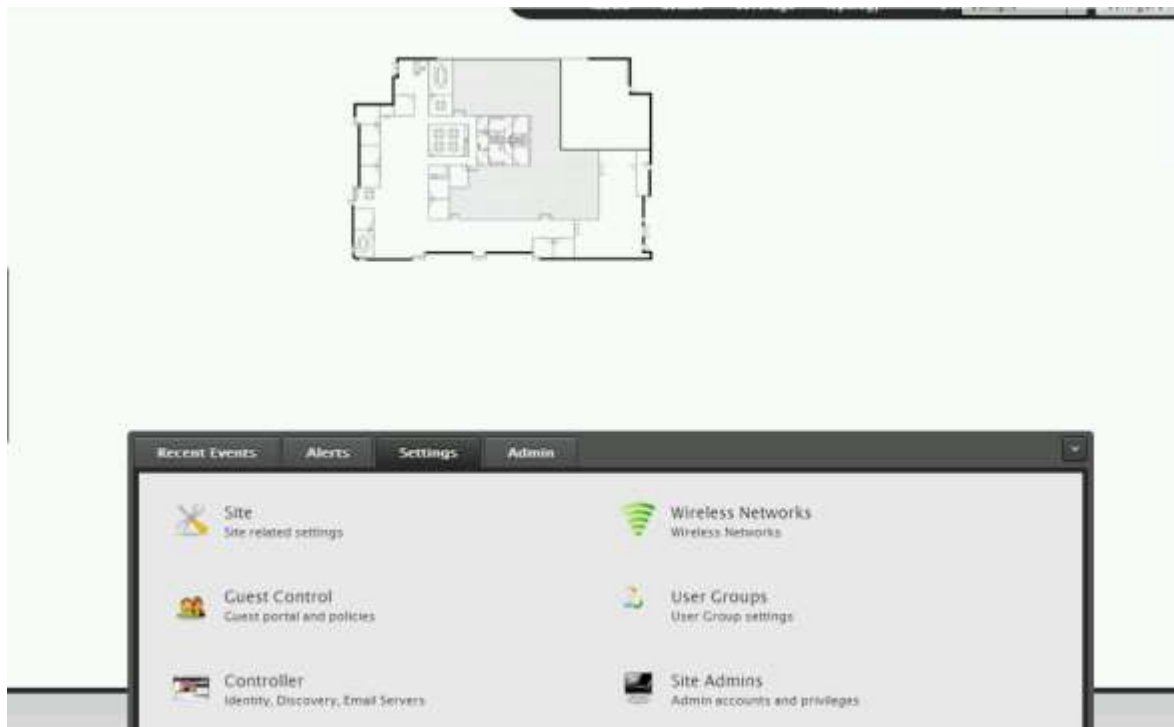 Recent Events
Alerts
Settings
Admin
Site
Site related settings
Wireless Networks
Wireless Networks
Guest Control
Guest portal and policies
User Groups
User Group settings
Controller
Identity, Discovery, Email Servers
Site Admins
Admin accounts and privileges